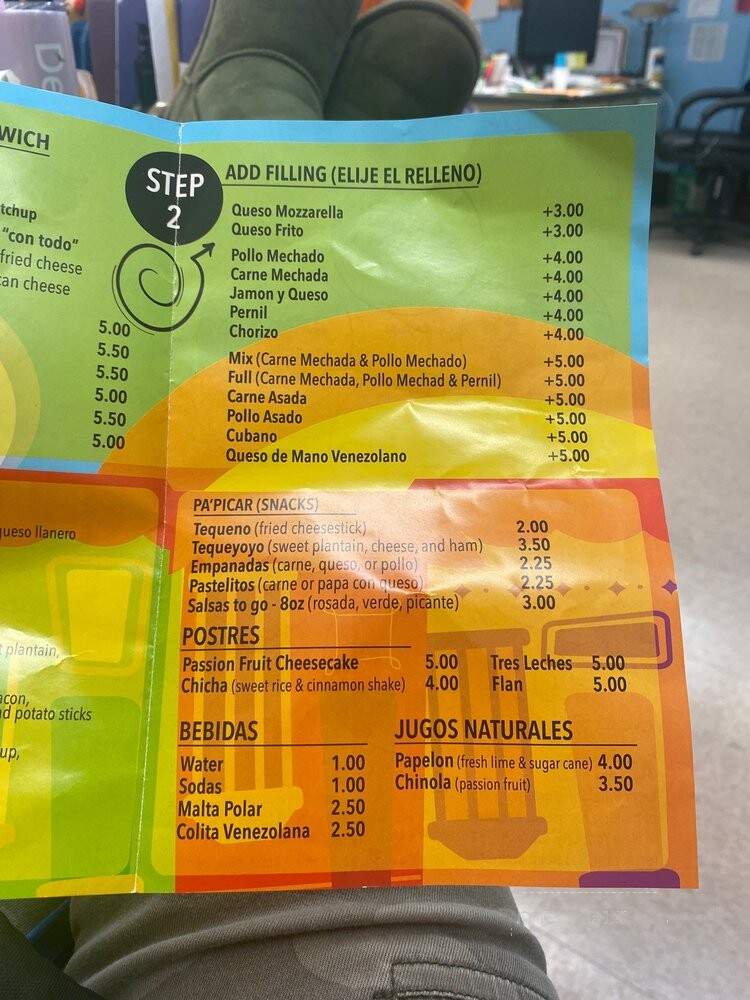 De
WICH
tchup
"con todo"
fried cheese
can cheese
5.00
5.50
5.50
5.00
5.50
5.00
queso llanero
plantain,
acon,
nd potato sticks
up,
STEP
2
ADD FILLING (ELIJE EL RELLENO)
Queso Mozzarella +3.00
Queso Frito +3.00
Pollo Mechado +4.00
Carne Mechada +4.00
Jamon y Queso +4.00
Pernil +4.00
Chorizo +4.00
Mix (Carne Mechada & Pollo Mechado) +5.00
Full (Carne Mechada, Pollo Mechad & Pernil) +5.00
Carne Asada +5.00
Pollo Asado +5.00
Cubano +5.00
Queso de Mano Venezolano +5.00
PA'PICAR (SNACKS)
Tequeno (fried cheesestick) 2.00
Tequeyoyo (sweet plantain, cheese, and ham) 3.50
Empanadas (carne, queso, or pollo) 2.25
Pastelitos (carne or papa con queso) 2.25
Salsas to go - 8oz (rosada, verde, picante) 3.00
POSTRES
Passion Fruit Cheesecake 5.00 Tres Leches 5.00
Chicha (sweet rice & cinnamon shake) 4.00 Flan 5.00
BEBIDAS
Water 1.00
Sodas 1.00
Malta Polar 2.50
Colita Venezolana 2.50
JUGOS NATURALES
Papelon (fresh lime & sugar cane) 4.00
Chinola (passion fruit) 3.50